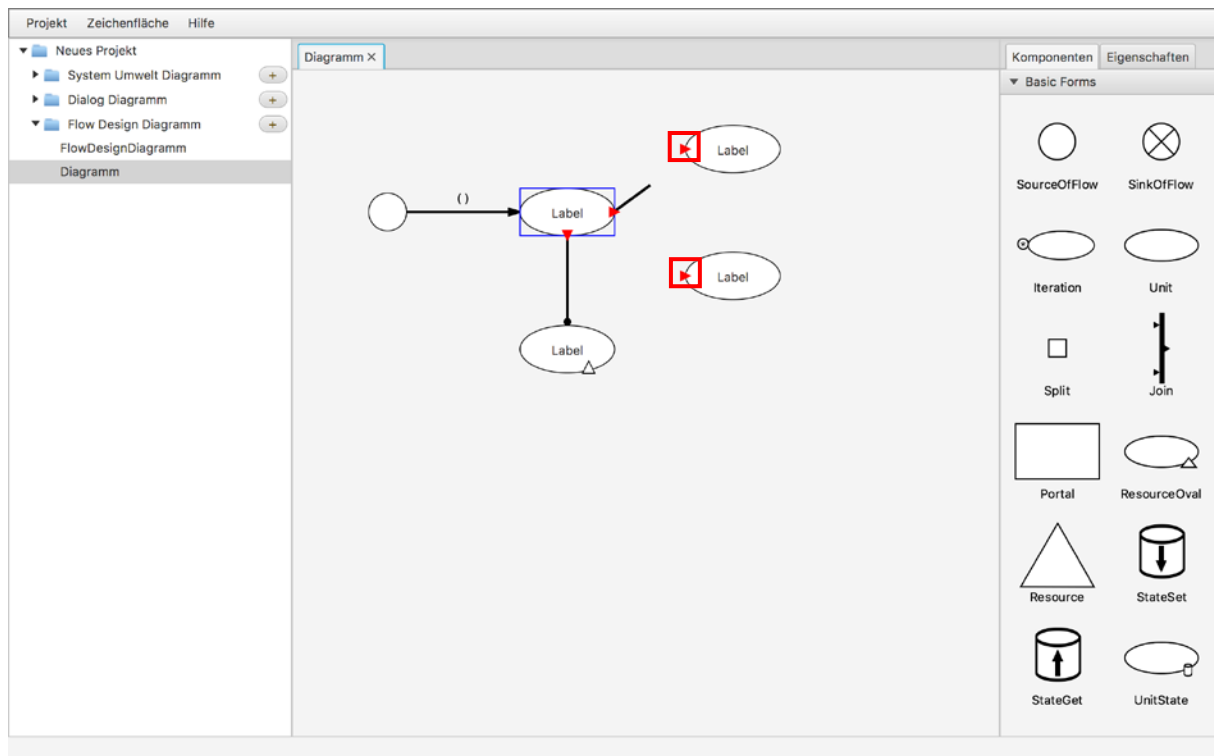 Projekt Zeichenfläche Hilfe
Neues Projekt
System Umwelt Diagramm +
Dialog Diagramm +
Flow Design Diagramm +
FlowDesignDiagramm
Diagramm
Diagramm ×
( )
Label
Label
Label
Label
Komponenten Eigenschaften
Basic Forms
SourceOfFlow SinkOfFlow
Iteration Unit
Split Join
Portal ResourceOval
Resource StateSet
StateGet UnitState